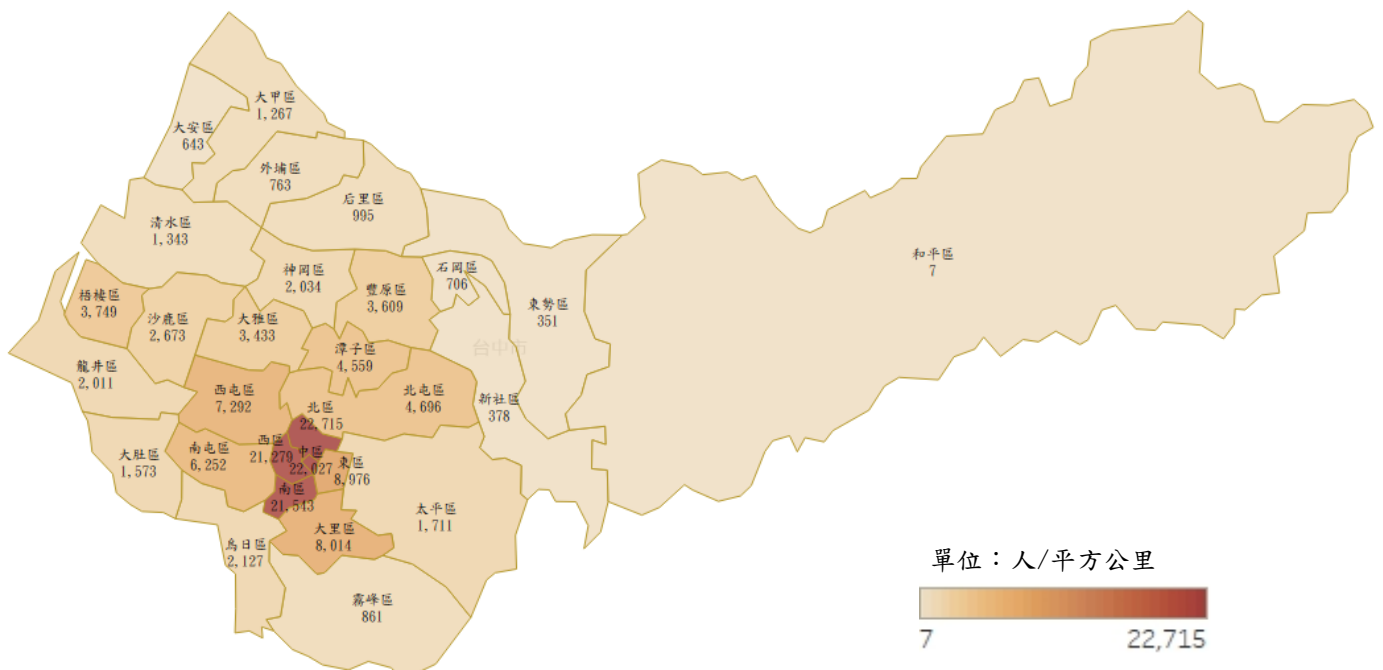 大甲區
1,267
大安區
643
外埔區
763
后里區
995
清水區
1,343
神岡區
2,034
石岡區
706
和平區
7
梧棲區
3,749
沙鹿區
2,673
大雅區
3,433
豐原區
3,609
東勢區
351
潭子區
4,559
台中市
龍井區
2,011
西屯區
7,292
北區
22,715
北屯區
4,696
新社區
378
大肚區
1,573
南屯區
6,252
西區
21,279
中區
22,027
東區
8,976
南區
21,543
太平區
1,711
大里區
8,014
烏日區
2,127
霧峰區
861
單位：人/平方公里
7
22,715